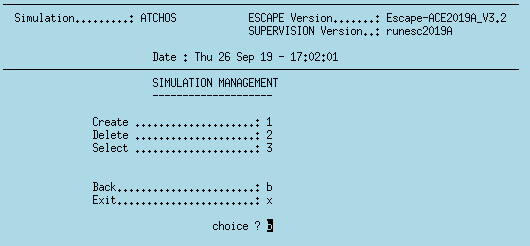 Simulation.........: ATCHOS ESCAPE Version.......: Escape-ACE2019A_V3.2
SUPERVISION Version..: runesc2019A
Date : Thu 26 Sep 19 - 17:02:01
SIMULATION MANAGEMENT
---------------------
Create ....................: 1
Delete ....................: 2
Select ....................: 3
Back.......................: b
Exit.......................: x
choice ? b